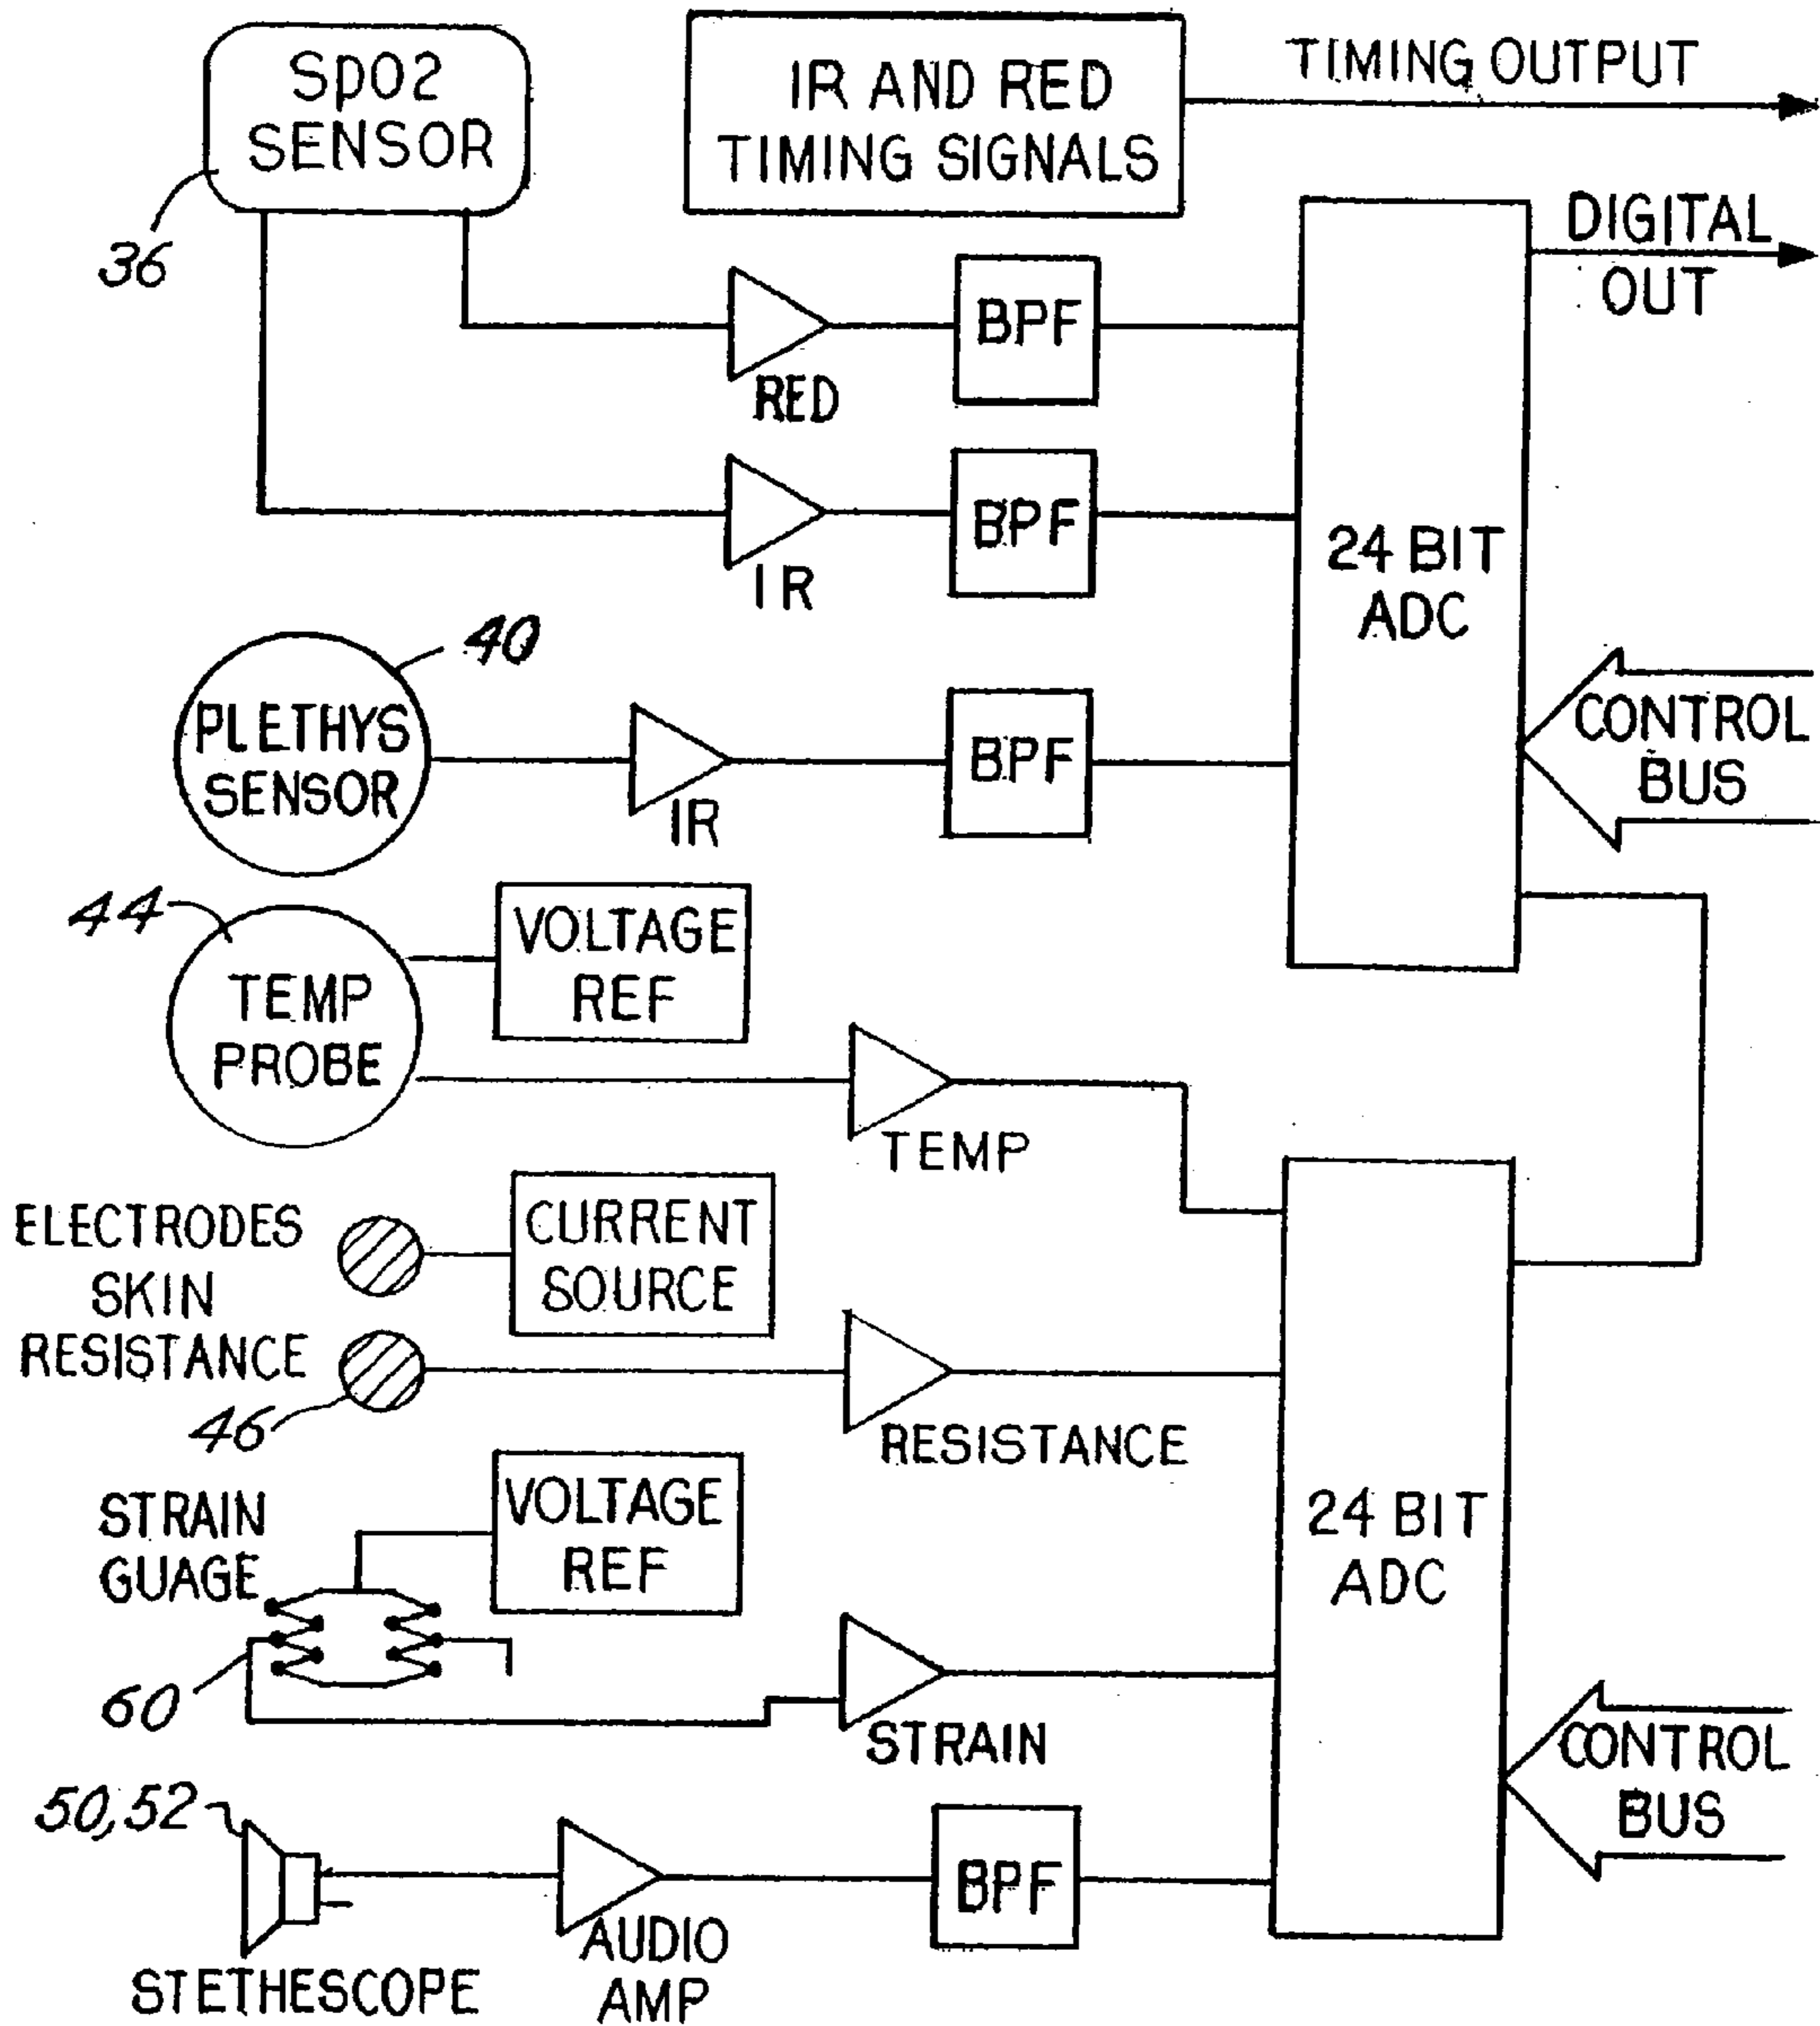 SpO2
SENSOR
36
IR AND RED
TIMING SIGNALS
TIMING OUTPUT
DIGITAL
OUT
RED
BPF
IR
BPF
24 BIT
ADC
40
PLETHYS
SENSOR
IR
BPF
CONTROL
BUS
44
TEMP
PROBE
VOLTAGE
REF
TEMP
ELECTRODES
SKIN
RESISTANCE
46
CURRENT
SOURCE
RESISTANCE
STRAIN
GUAGE
60
VOLTAGE
REF
STRAIN
24 BIT
ADC
CONTROL
BUS
50,52
STETHESCOPE
AUDIO
AMP
BPF